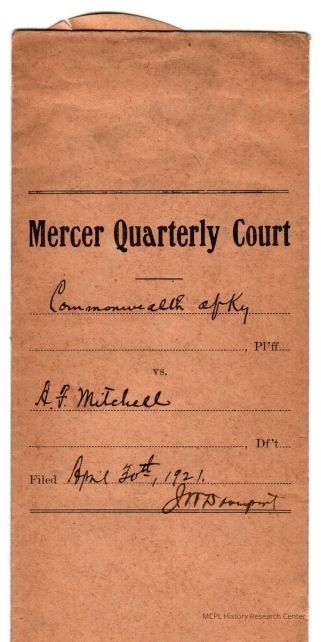 Mercer Quarterly Court
Commonwealth of Ky
, Pl'ff
vs.
A. F. Mitchell
, Df't
Filed April 30th, 1921.
MCPL History Research Center